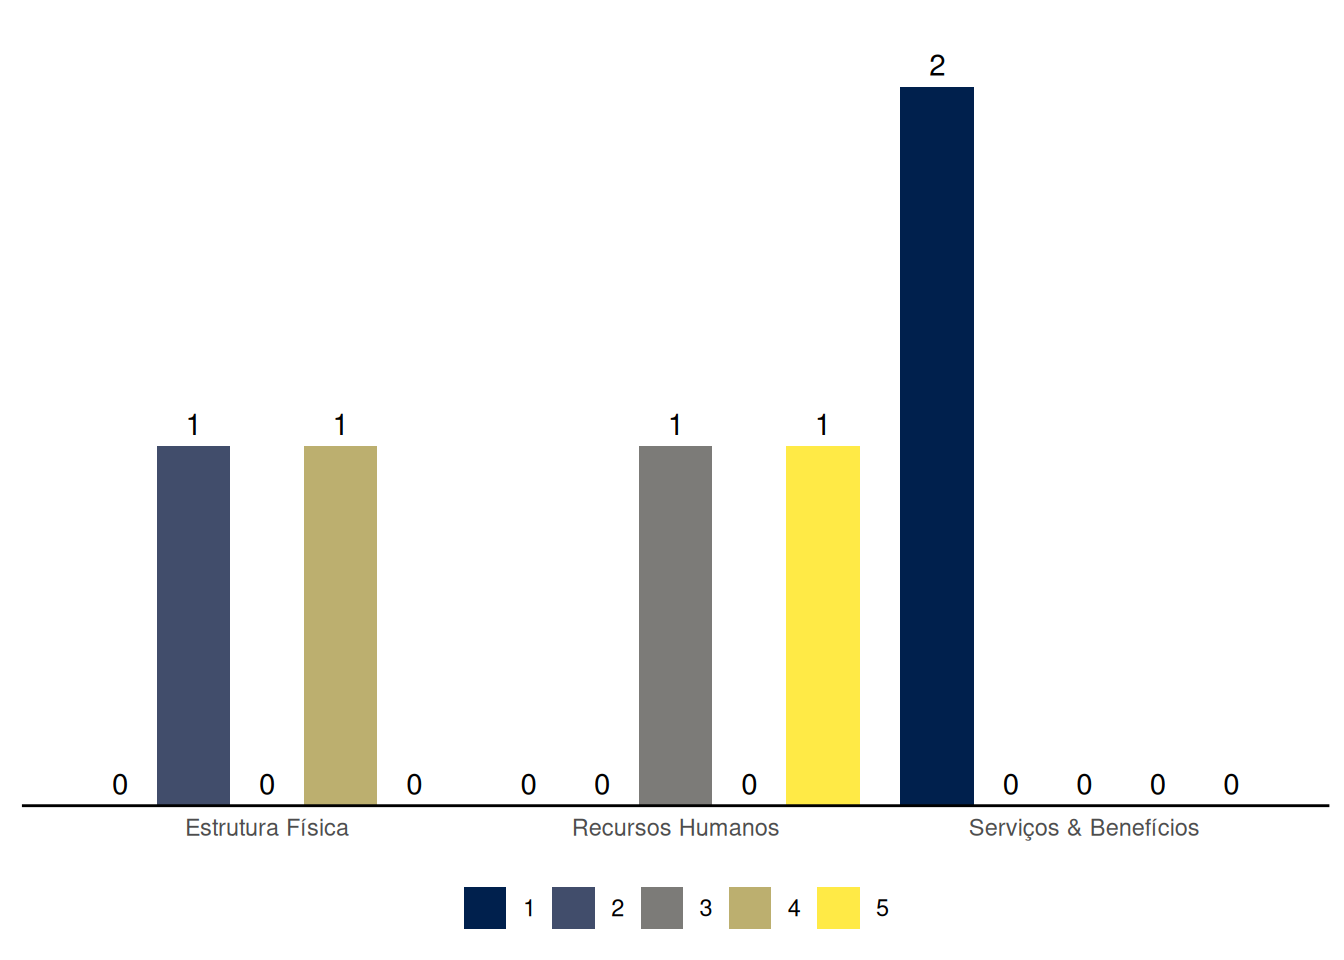 2
1 1 1 1
0 0 0 0 0 0 0 0 0 0
Estrutura Física Recursos Humanos Serviços & Benefícios
1 2 3 4 5